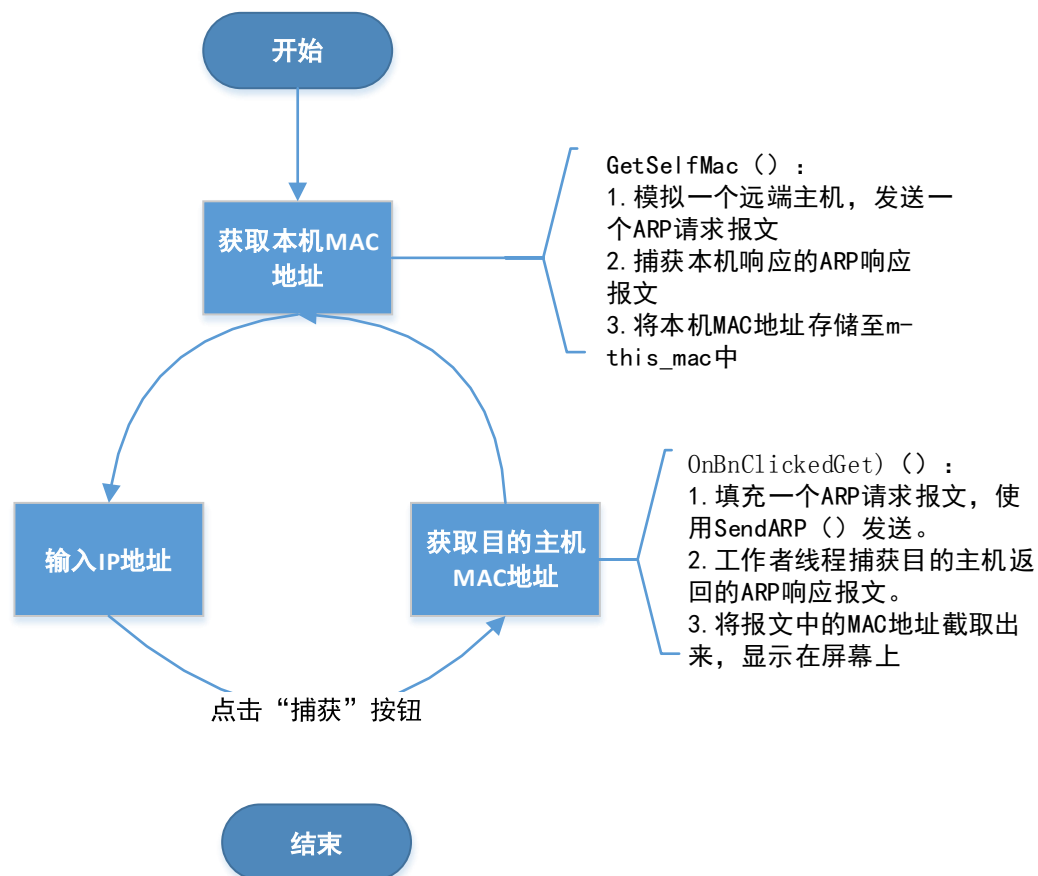 开始
获取本机MAC
地址
GetSelfMac（）：
1.模拟一个远端主机，发送一
个ARP请求报文
2.捕获本机响应的ARP响应
报文
3.将本机MAC地址存储至m-
this_mac中
输入IP地址
获取目的主机
MAC地址
OnBnClickedGet)（）：
1.填充一个ARP请求报文，使
用SendARP（）发送。
2.工作者线程捕获目的主机返
回的ARP响应报文。
3.将报文中的MAC地址截取出
来，显示在屏幕上
点击“捕获”按钮
结束